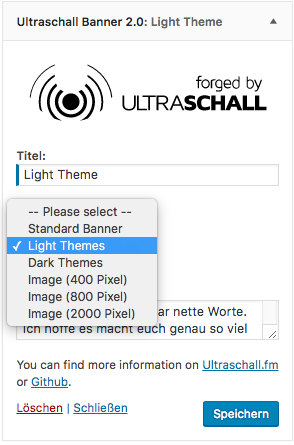 Ultraschall Banner 2.0: Light Theme
forged by
ULTRASCHALL
Titel:
Light Theme
-- Please select --
Standard Banner
Light Themes
Dark Themes
Image (400 Pixel)
Image (800 Pixel)
Image (2000 Pixel)
nette Worte.
Ich hoffe es macht euch genau so viel
You can find more information on Ultraschall.fm
or Github.
Löschen | Schließen
Speichern